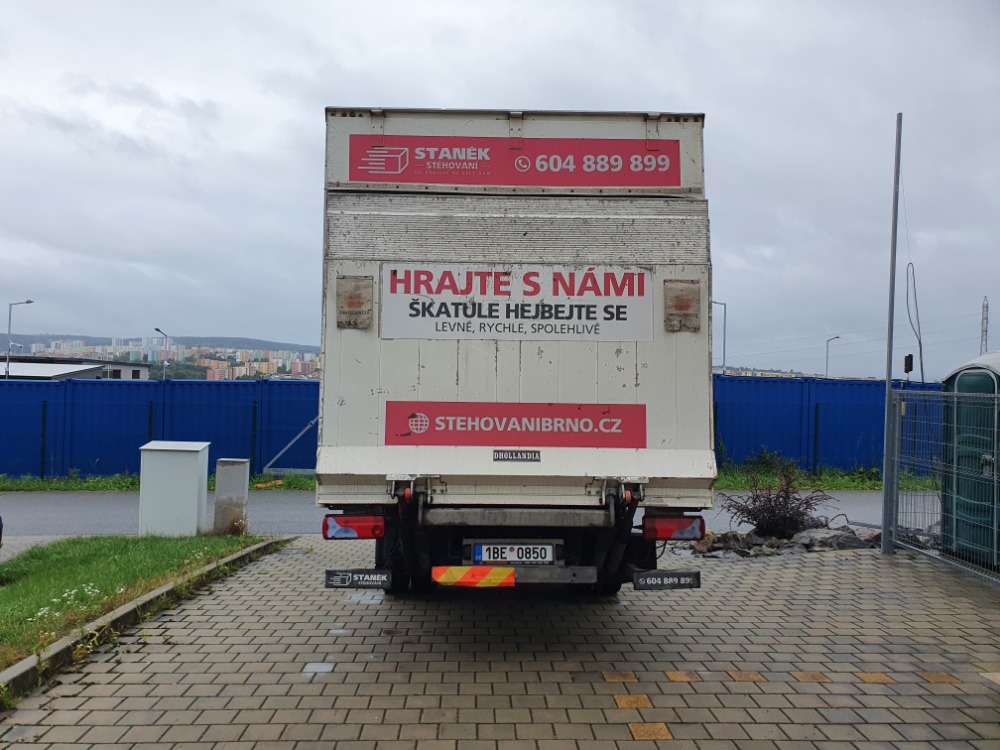 STANĚK
STĚHOVANÍ
604 889 899
HRAJTE S NÁMI
ŠKATULE HEJBEJTE SE
LEVNĚ, RYCHLE, SPOLEHLIVĚ
STEHOVANIBRNO.CZ
DHOLLANDIA
1BE 0850
STANĚK
STĚHOVÁNÍ
604 889 899